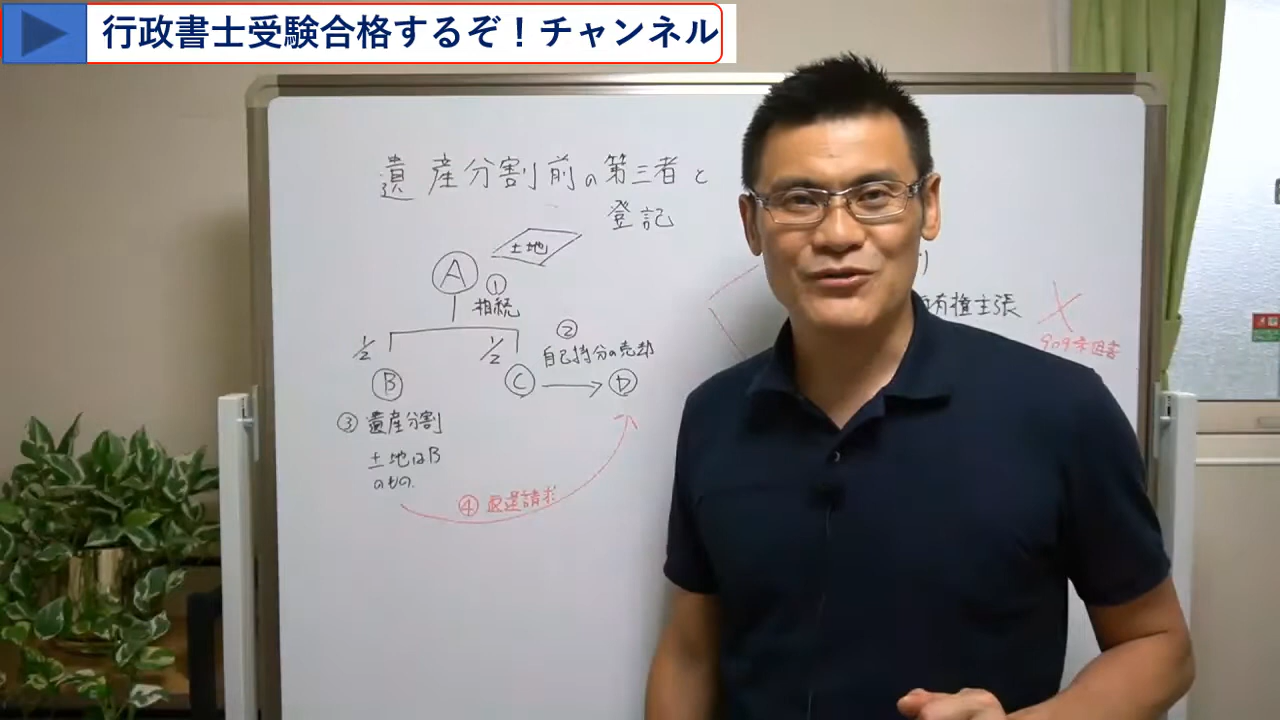 行政書士受験合格するぞ！チャンネル
遺産分割前の第三者と
登記
土地
A
①
相続
②
自己持分の売却
1/2
1/2
B
C
D
③ 遺産分割
土地はB
のもの.
④ 返還請求
有権主張
909条但書